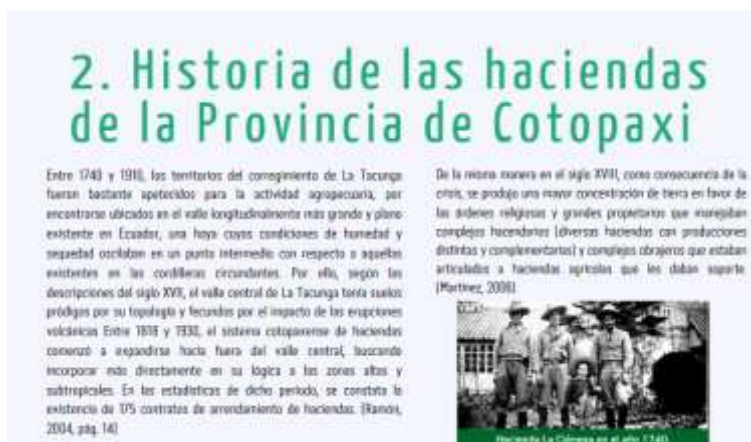 2. Historia de las haciendas
de la Provincia de Cotopaxi
Entre 1740 y 1910, los territorios del corregimiento de La Tacunga
fueron bastante apetecidos para la actividad agropecuaria, por
encontrarse ubicados en el valle longitudinalmente más grande y plano
existente en Ecuador, una hoya cuyas condiciones de humedad y
sequedad oscilaban en un punto intermedio con respecto a aquellas
existentes en las cordilleras circundantes. Por ello, según las
descripciones del siglo XVII, el valle central de La Tacunga tenía suelos
pródigos por su topología y fecundos por el impacto de las erupciones
volcánicas Entre 1818 y 1930, el sistema cotopaxense de haciendas
comenzó a expandirse hacia fuera del valle central, buscando
incorporar más directamente en su lógica a las zonas altas y
subtropicales. En las estadísticas de dicho periodo, se constata la
existencia de 175 contratos de arrendamiento de haciendas. (Ramón,
2004, pág. 14)
De la misma manera en el siglo XVIII, como consecuencia de la
crisis, se produjo una mayor concentración de tierra en favor de
las órdenes religiosas y grandes propietarios que manejaban
complejos hacendarios (diversas haciendas con producciones
distintas y complementarias) y complejos obrajeros que estaban
articulados a haciendas agrícolas que les daban soporte.
(Martínez, 2006)
Hacienda La Ciénega en el año 1740